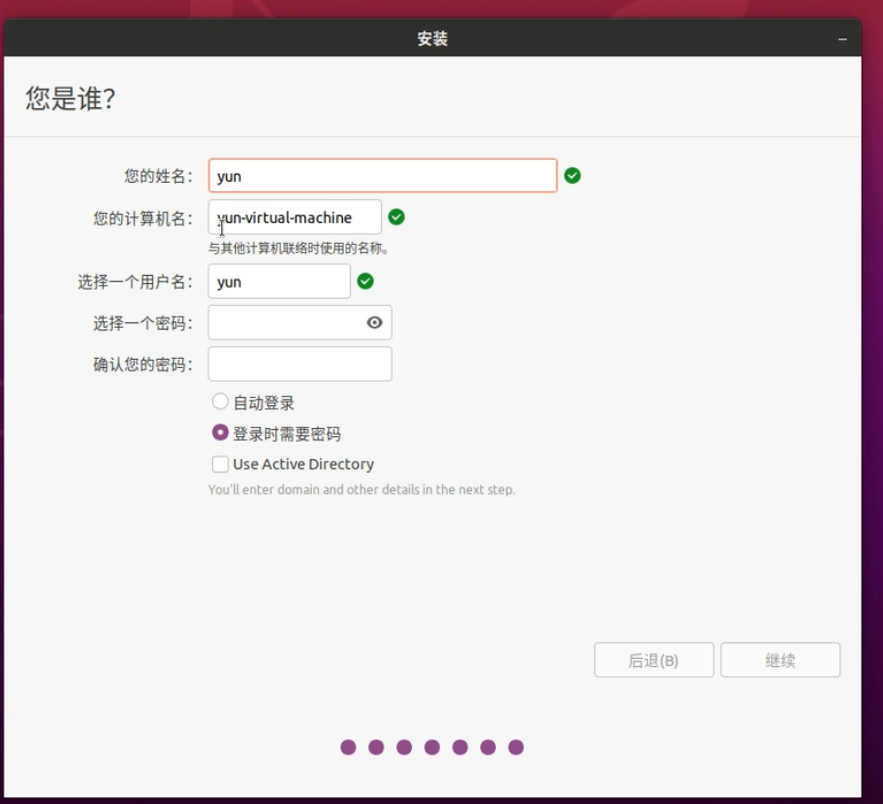 安装
您是谁？
您的姓名： yun
您的计算机名： yun-virtual-machine
与其他计算机联络时使用的名称。
选择一个用户名： yun
选择一个密码：
确认您的密码：
自动登录
登录时需要密码
Use Active Directory
You'll enter domain and other details in the next step.
后退(B) 继续